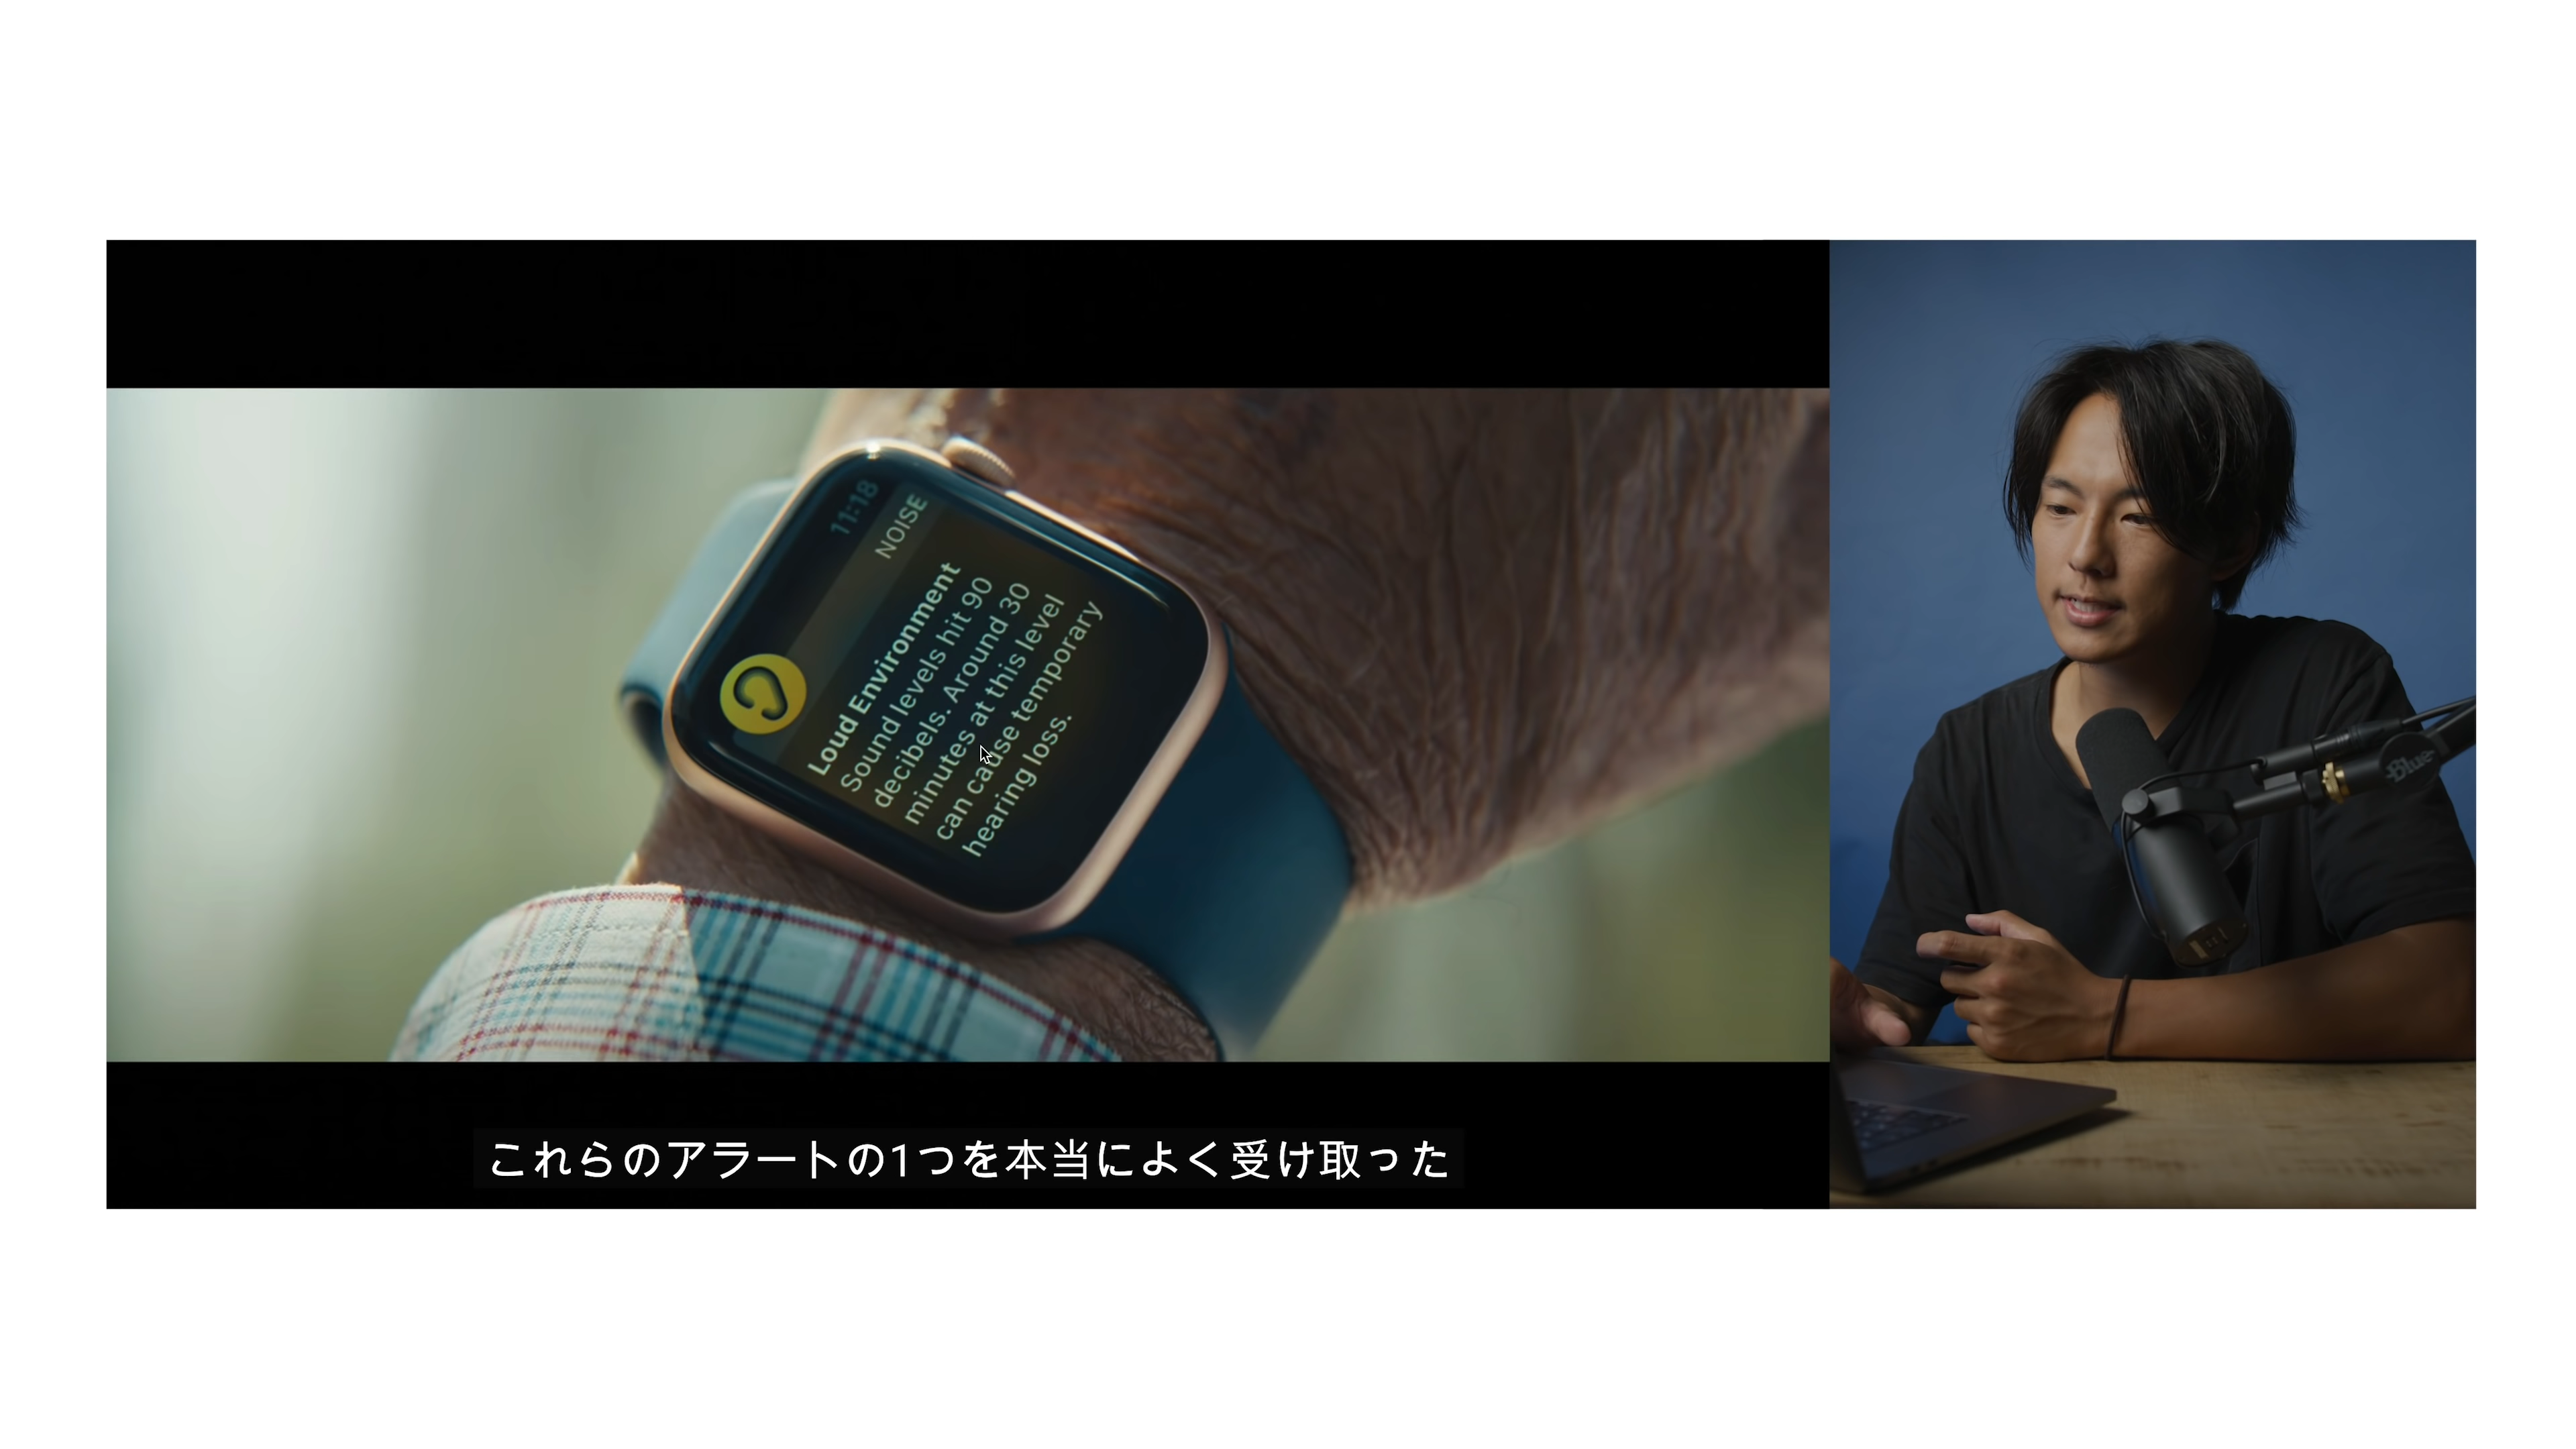 11:18
NOISE
Loud Environment
Sound levels hit 90
decibels. Around 30
minutes at this level
can cause temporary
hearing loss.
Blue
これらのアラートの1つを本当によく受け取った